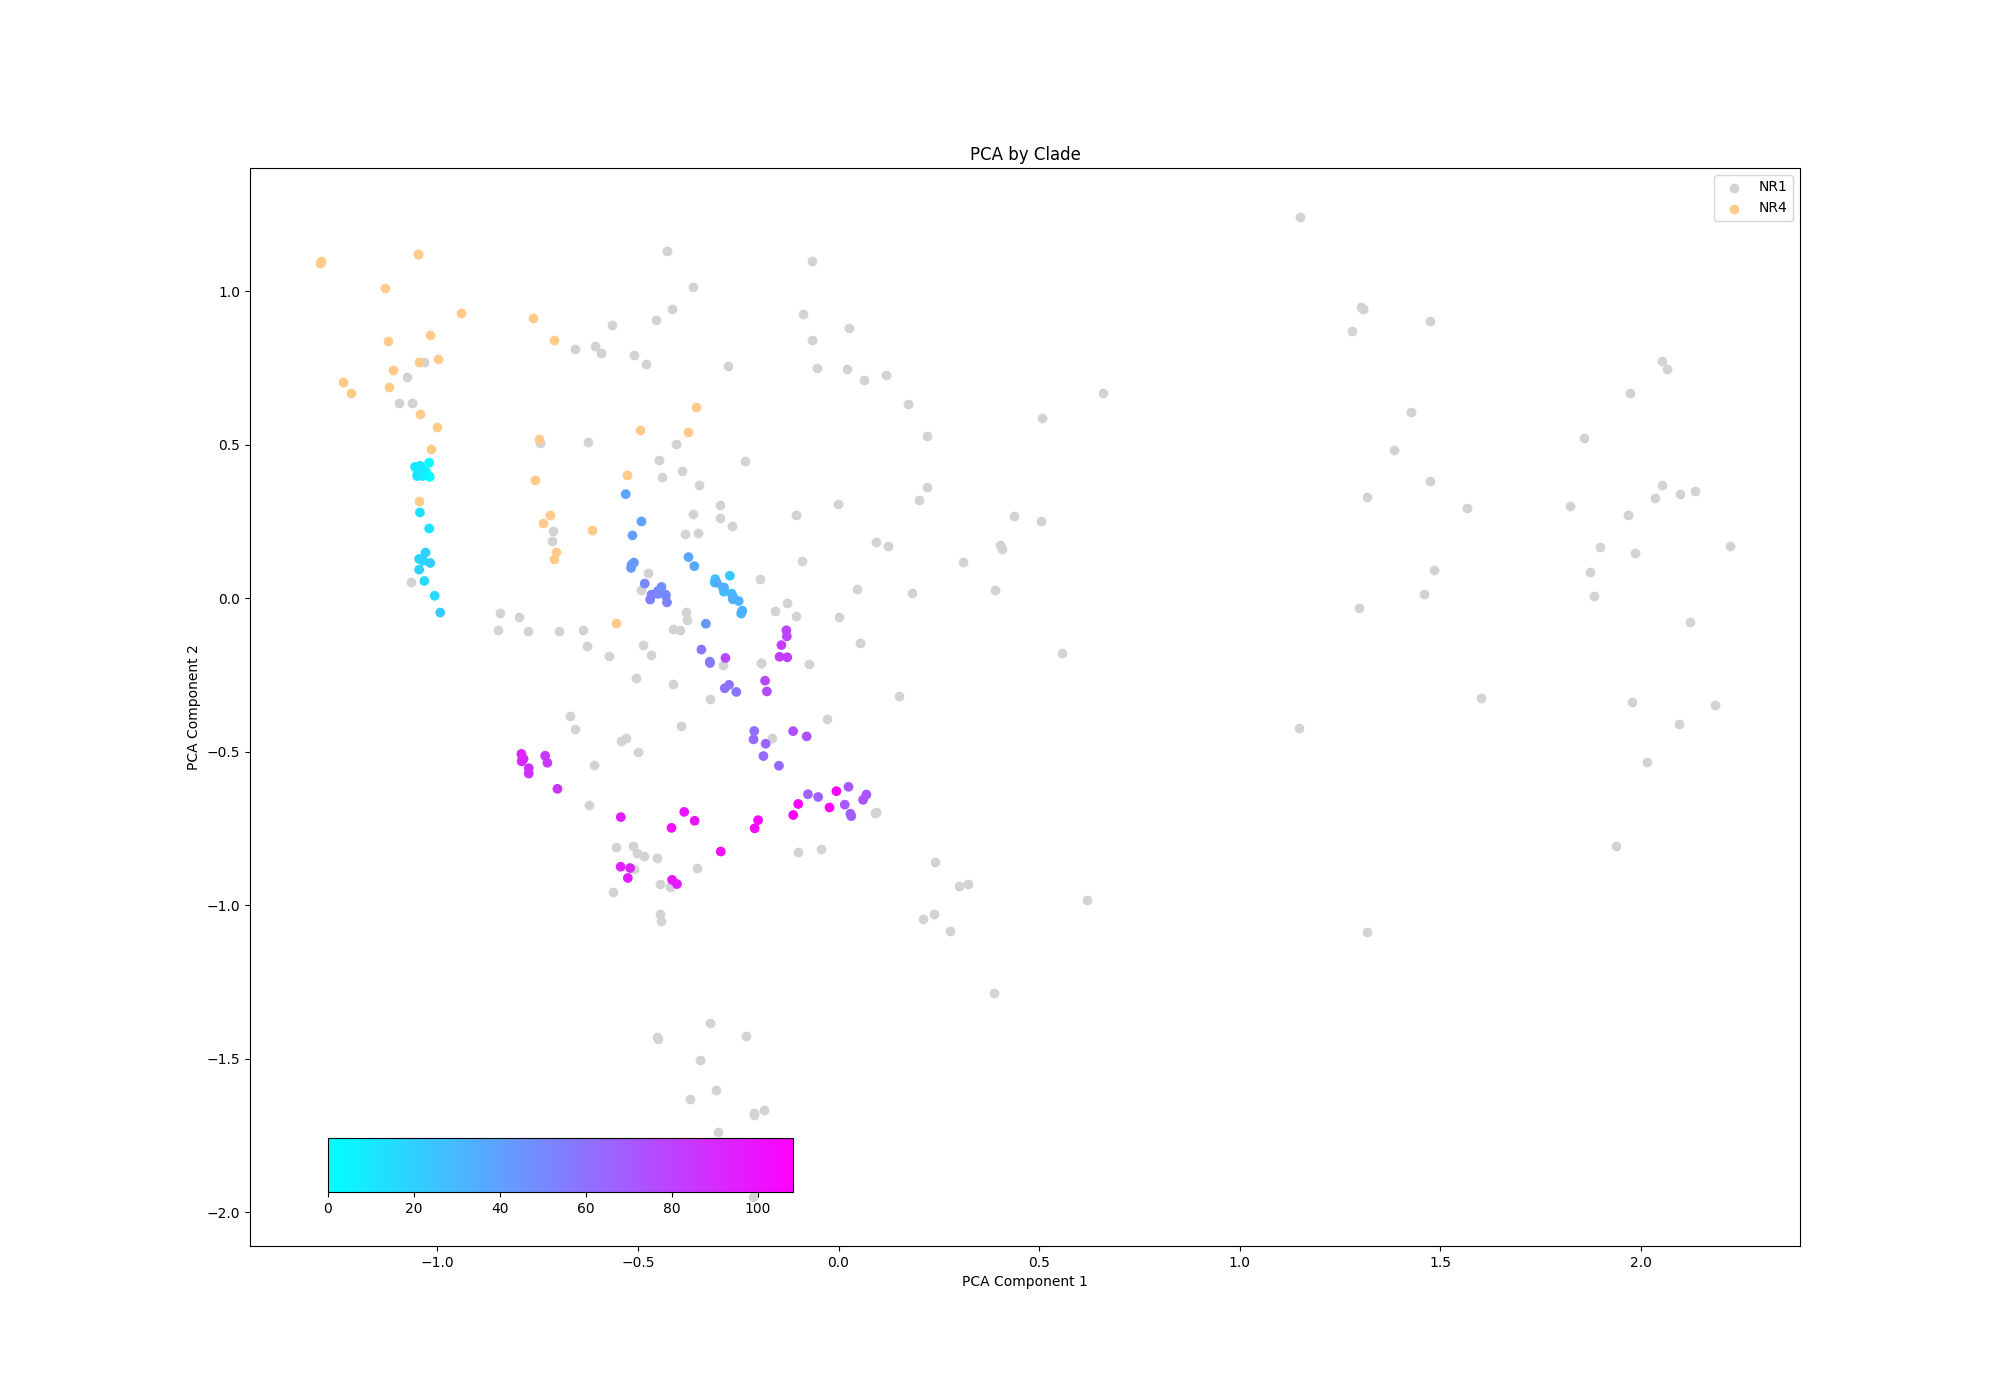 PCA by Clade
NR1
NR4
1.0
0.5
0.0
−0.5
−1.0
−1.5
−2.0
PCA Component 2
0 20 40 60 80 100
−1.0 −0.5 0.0 0.5 1.0 1.5 2.0
PCA Component 1